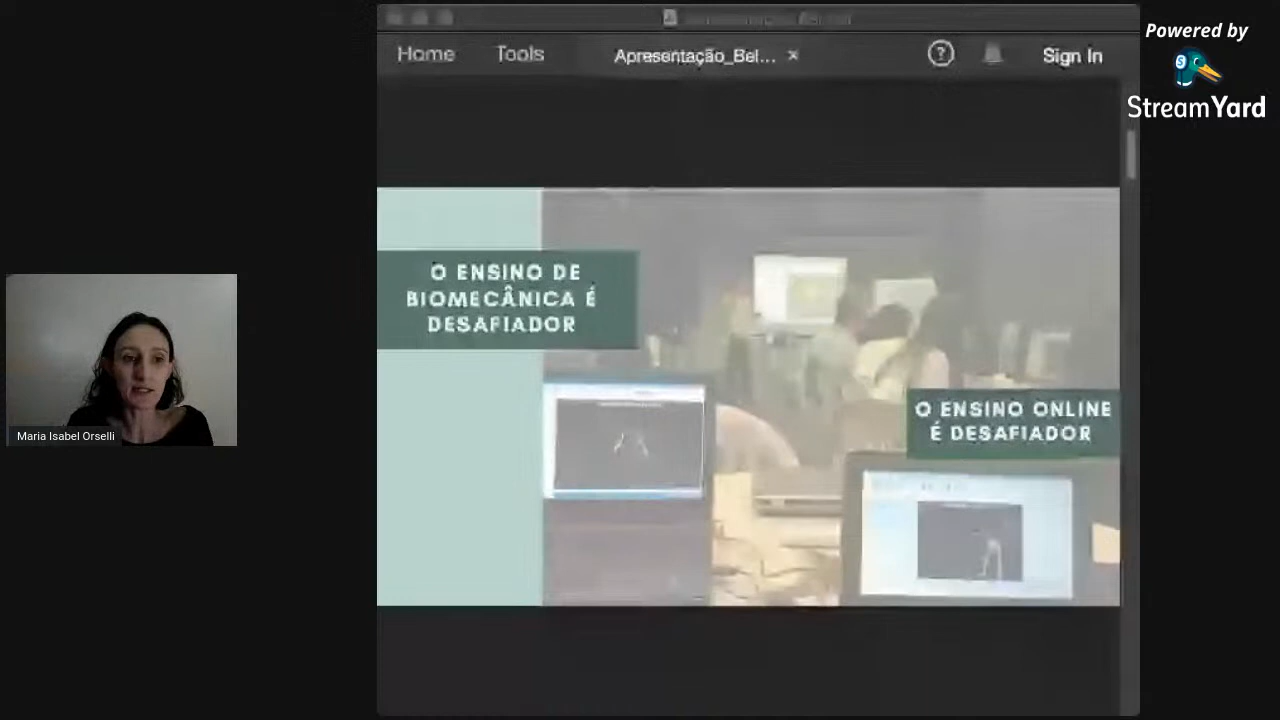 Powered by
StreamYard
Home
Tools
Apresentação_Bel...
Sign In
O ENSINO DE
BIOMECÂNICA É
DESAFIADOR
O ENSINO ONLINE
É DESAFIADOR
Maria Isabel Orselli